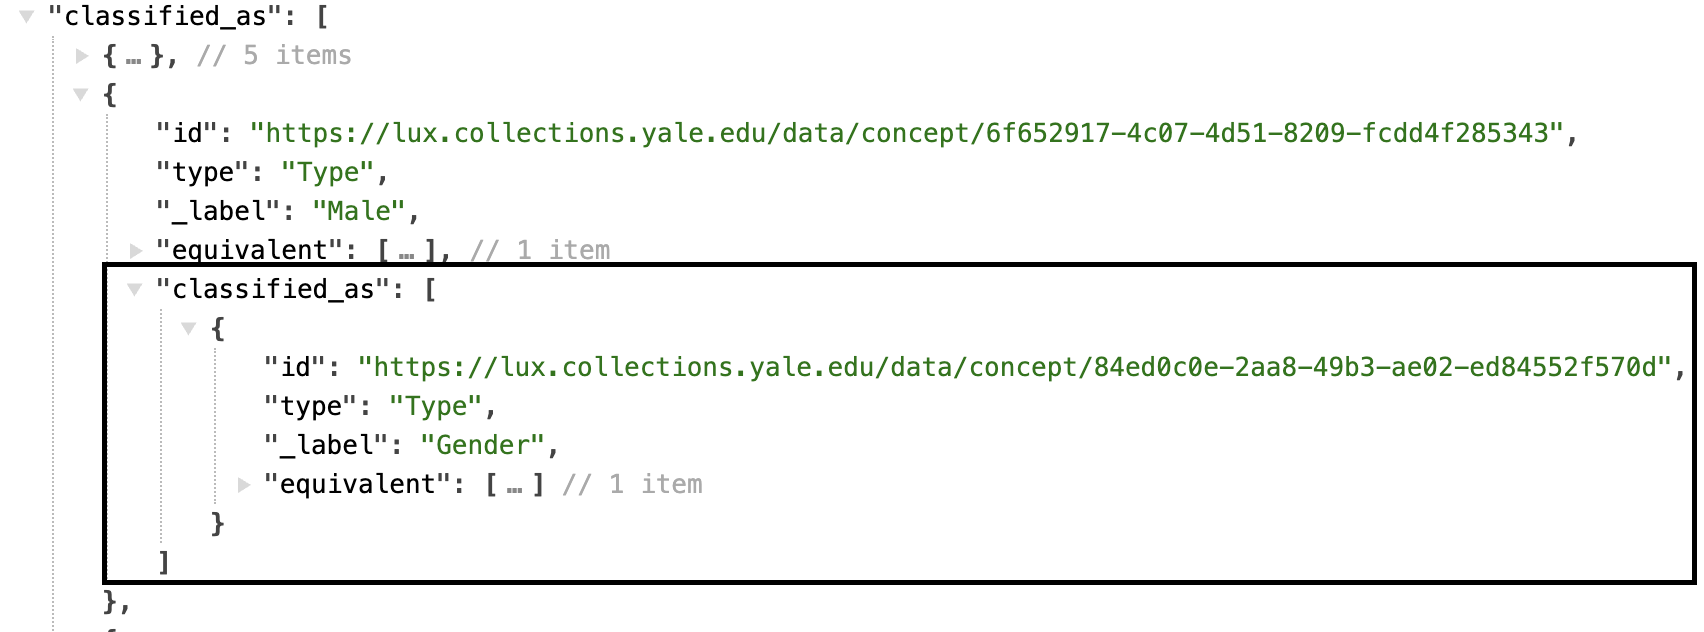 "classified_as": [
{ … }, // 5 items
{
"id": "https://lux.collections.yale.edu/data/concept/6f652917-4c07-4d51-8209-fcdd4f285343",
"type": "Type",
"_label": "Male",
"equivalent": [ … ], // 1 item
"classified_as": [
{
"id": "https://lux.collections.yale.edu/data/concept/84ed0c0e-2aa8-49b3-ae02-ed84552f570d",
"type": "Type",
"_label": "Gender",
"equivalent": [ … ] // 1 item
}
]
},